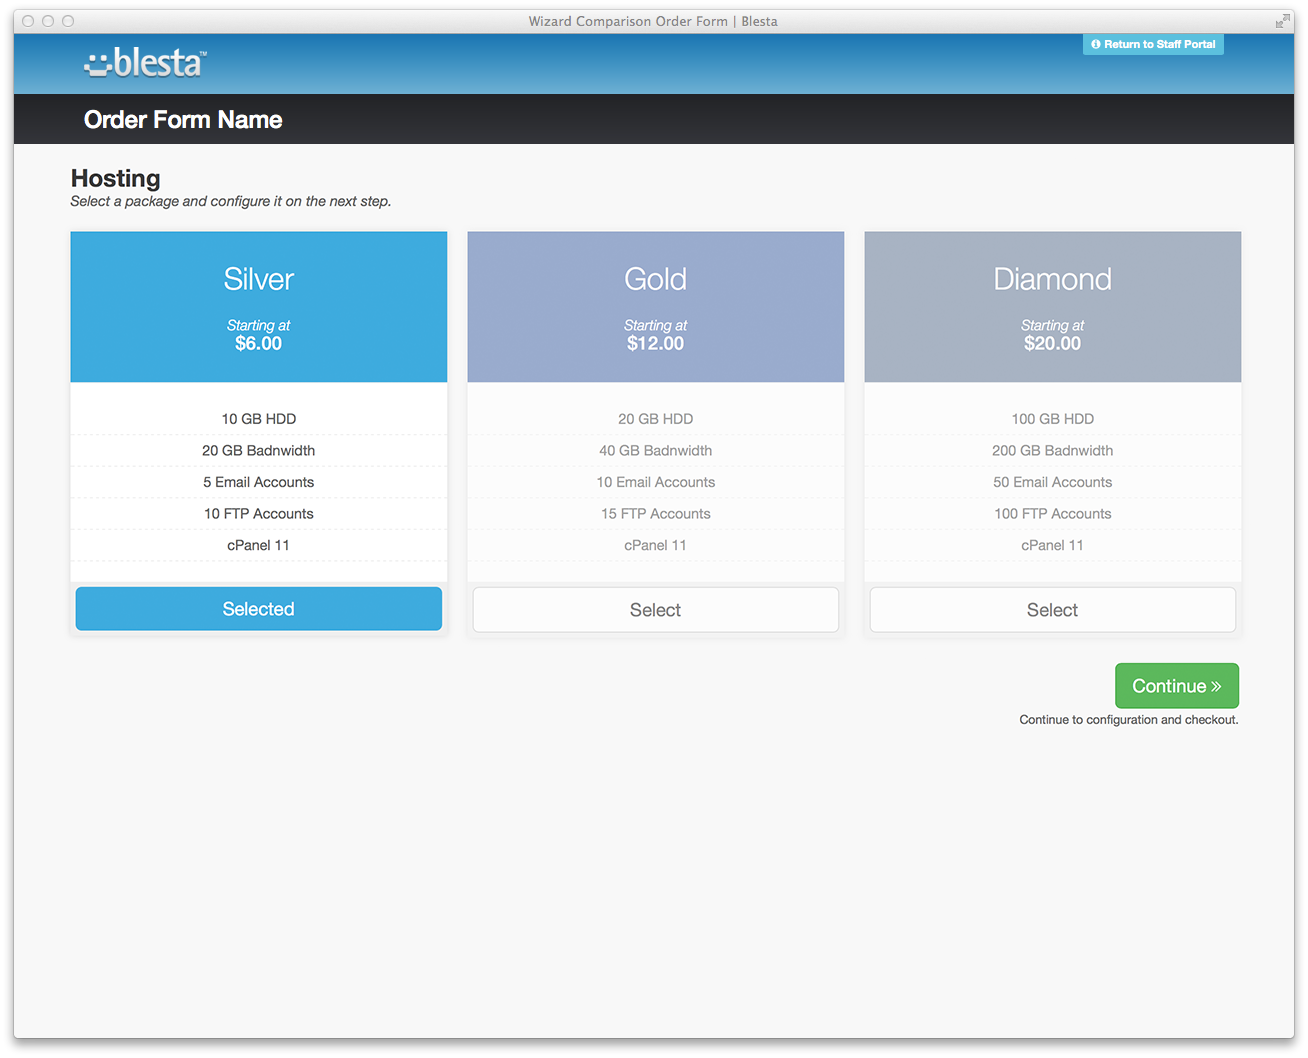 Wizard Comparison Order Form | Blesta
Return to Staff Portal
blesta™
Order Form Name
Hosting
Select a package and configure it on the next step.
Silver
Starting at
$6.00
10 GB HDD
20 GB Badnwidth
5 Email Accounts
10 FTP Accounts
cPanel 11
Selected
Gold
Starting at
$12.00
20 GB HDD
40 GB Badnwidth
10 Email Accounts
15 FTP Accounts
cPanel 11
Select
Diamond
Starting at
$20.00
100 GB HDD
200 GB Badnwidth
50 Email Accounts
100 FTP Accounts
cPanel 11
Select
Continue »
Continue to configuration and checkout.